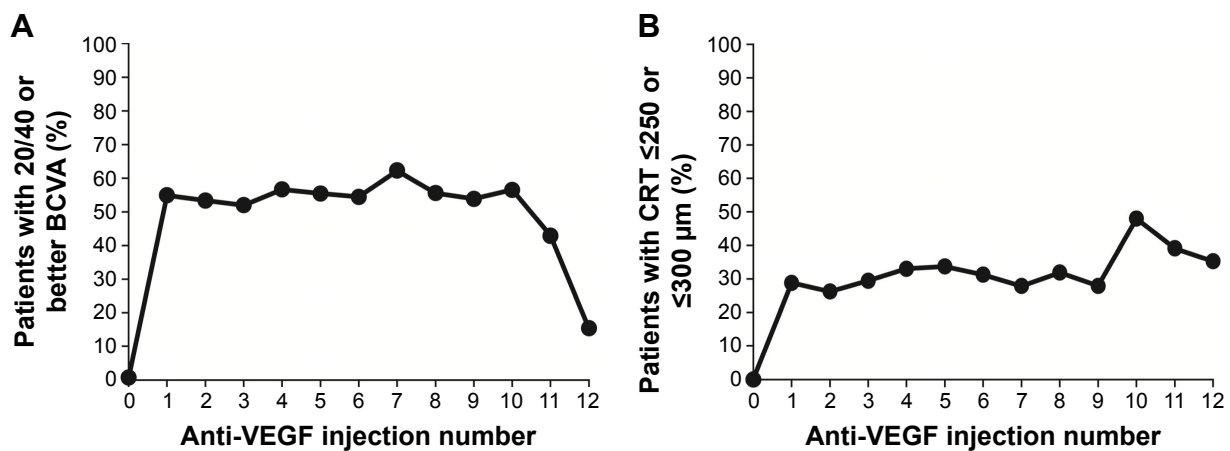 A
Patients with 20/40 or
better BCVA (%)
100
90
80
70
60
50
40
30
20
10
0
0 1 2 3 4 5 6 7 8 9 10 11 12
Anti-VEGF injection number
B
Patients with CRT ≤250 or
≤300 µm (%)
100
90
80
70
60
50
40
30
20
10
0
0 1 2 3 4 5 6 7 8 9 10 11 12
Anti-VEGF injection number